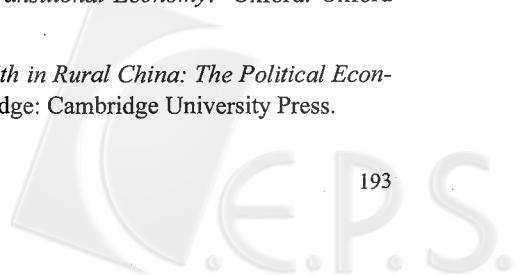 ansitional Economy. Oxford: Oxford
th in Rural China: The Political Econ-
dge: Cambridge University Press.
193
C.E.P.S.